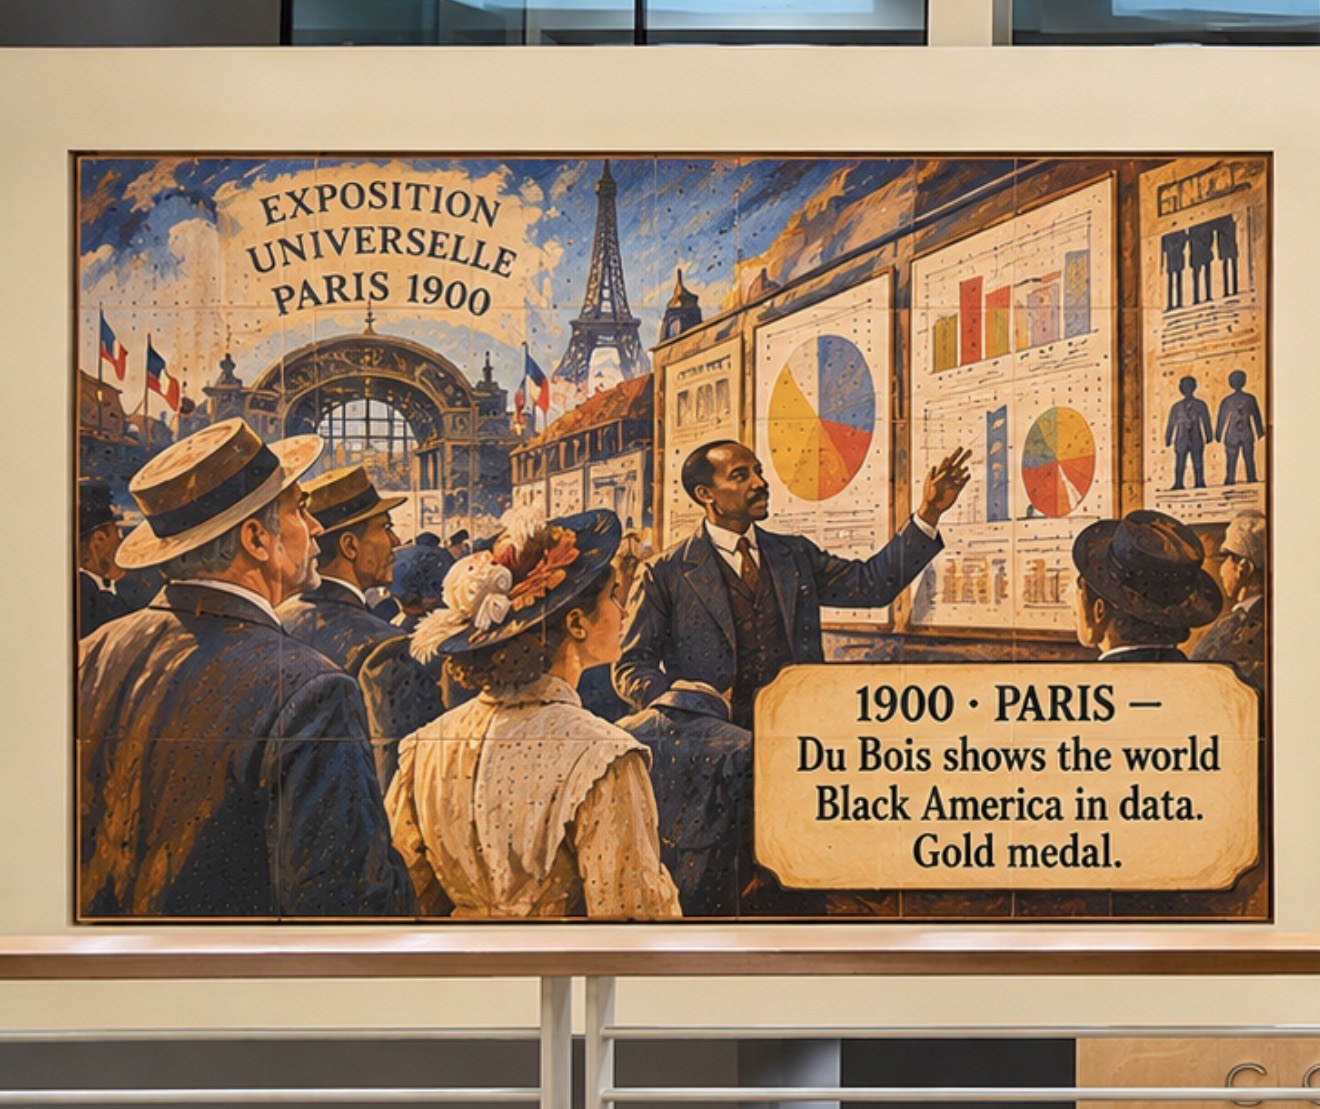 EXPOSITION
UNIVERSELLE
PARIS 1900
1900 · PARIS —
Du Bois shows the world
Black America in data.
Gold medal.